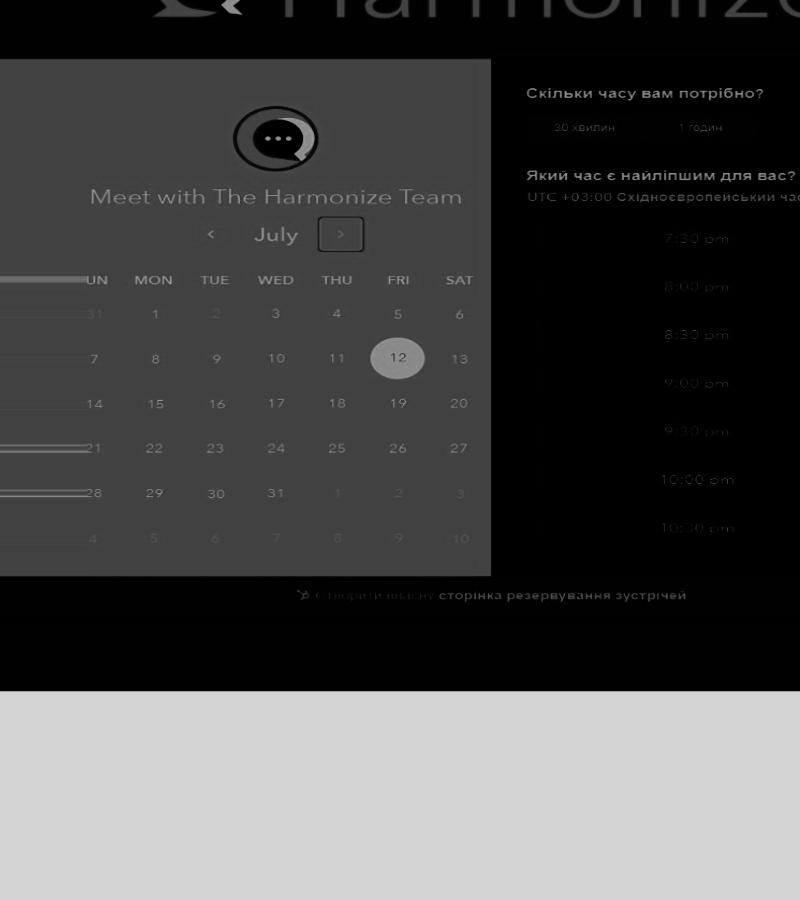 Harmonize
Meet with The Harmonize Team
< July >
UN MON TUE WED THU FRI SAT
31 1 2 3 4 5 6
7 8 9 10 11 12 13
14 15 16 17 18 19 20
21 22 23 24 25 26 27
28 29 30 31 1 2 3
4 5 6 7 8 9 10
Скільки часу вам потрібно?
30 хвилин 1 годин
Який час є найліпшим для вас?
UTC +03:00 Східноєвропейський час
7:30 pm
8:00 pm
8:30 pm
9:00 pm
9:30 pm
10:00 pm
10:30 pm
Створити власну сторінка резервування зустрічей